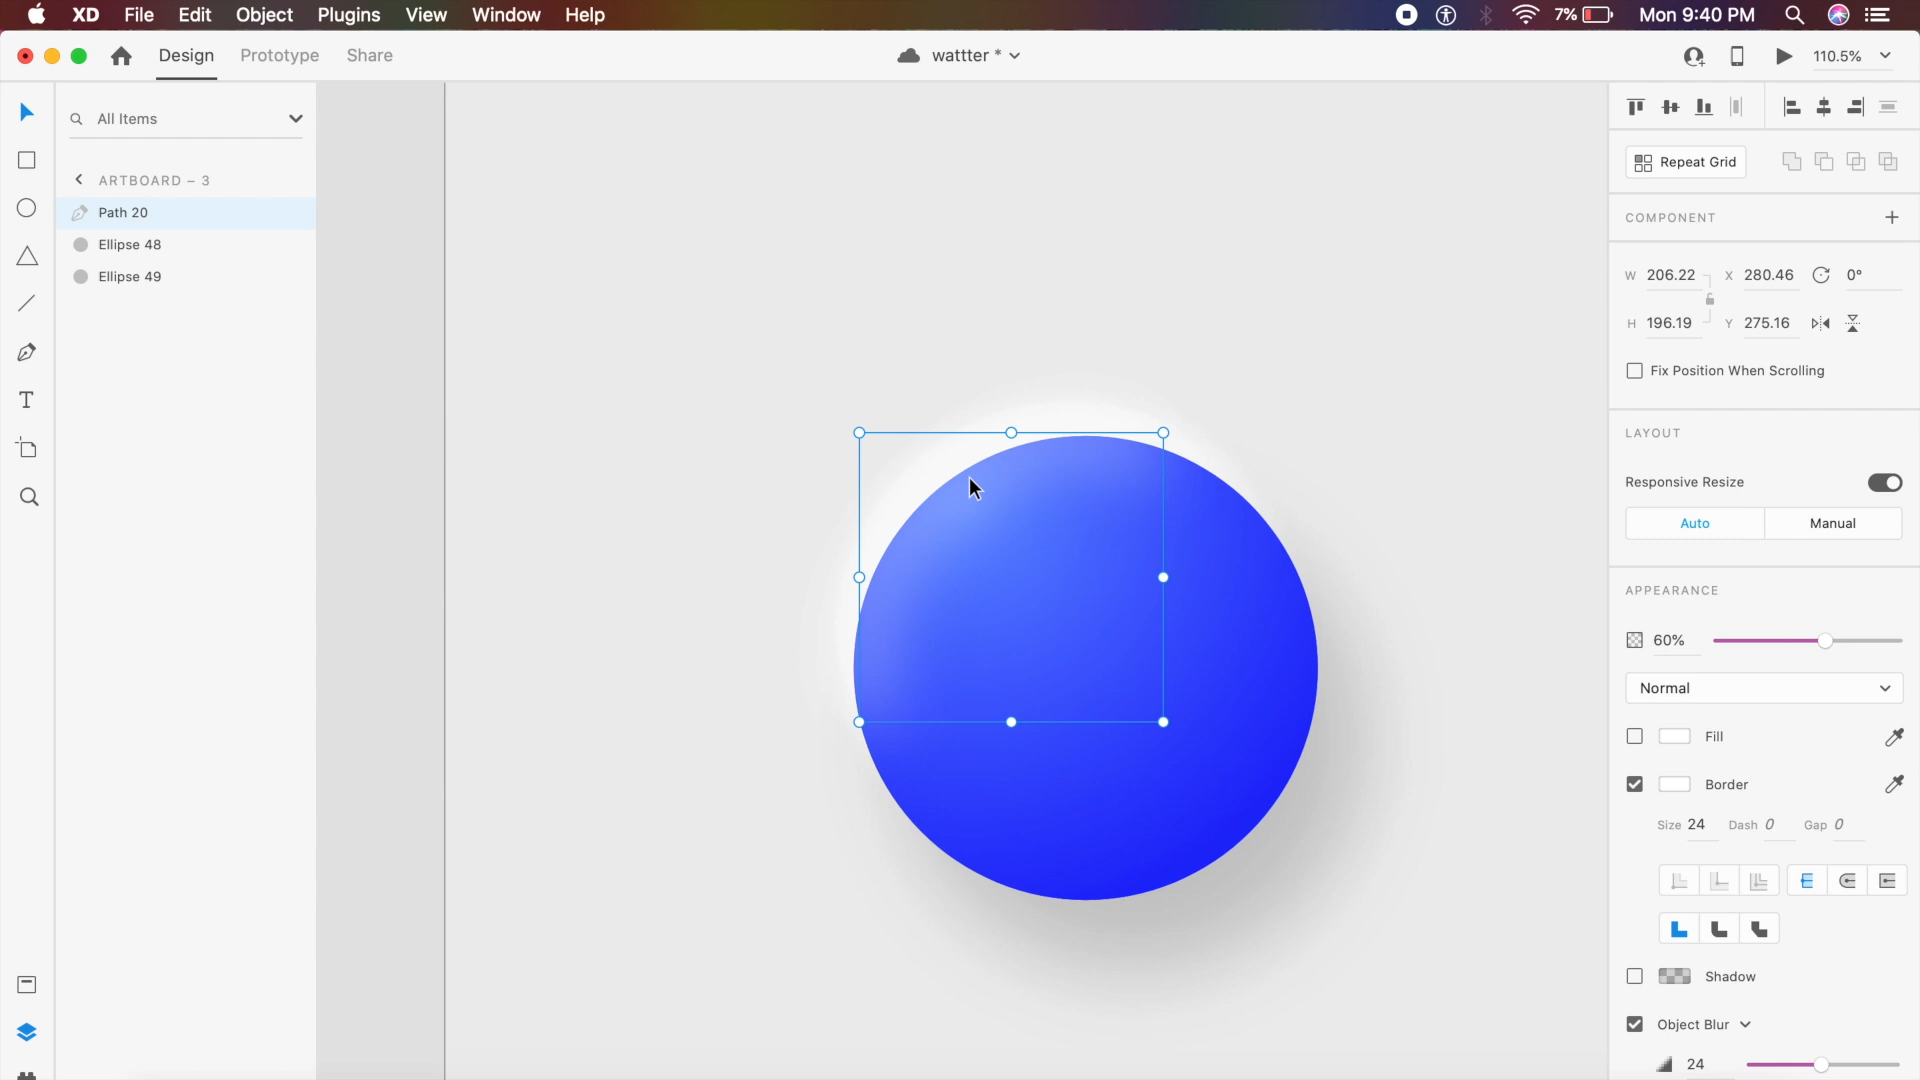 XD File Edit Object Plugins View Window Help 7% Mon 9:40 PM
Design Prototype Share wattter * 110.5%
All Items
ARTBOARD – 3
Path 20
Ellipse 48
Ellipse 49
T
Repeat Grid
COMPONENT
W 206.22 X 280.46 0°
H 196.19 Y 275.16
Fix Position When Scrolling
LAYOUT
Responsive Resize
Auto Manual
APPEARANCE
60%
Normal
Fill
Border
Size 24 Dash 0 Gap 0
Shadow
Object Blur
24